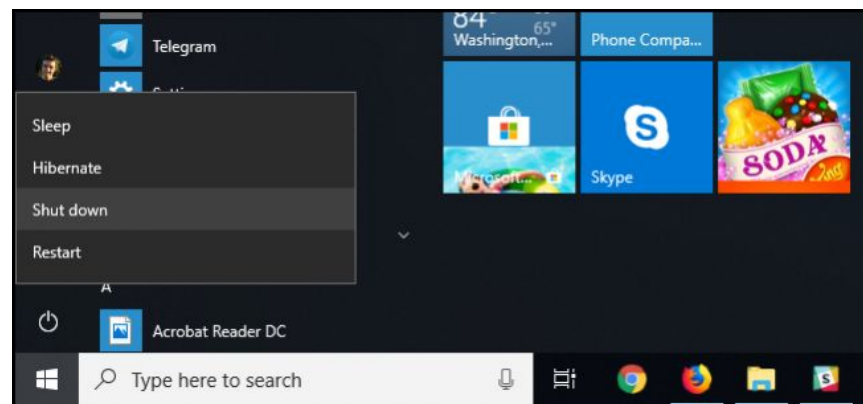 Telegram
Sleep
Hibernate
Shut down
Restart
A
Acrobat Reader DC
Type here to search
84°
65°
Washington,...
Phone Compa...
Microsoft...
Skype
SODA
S